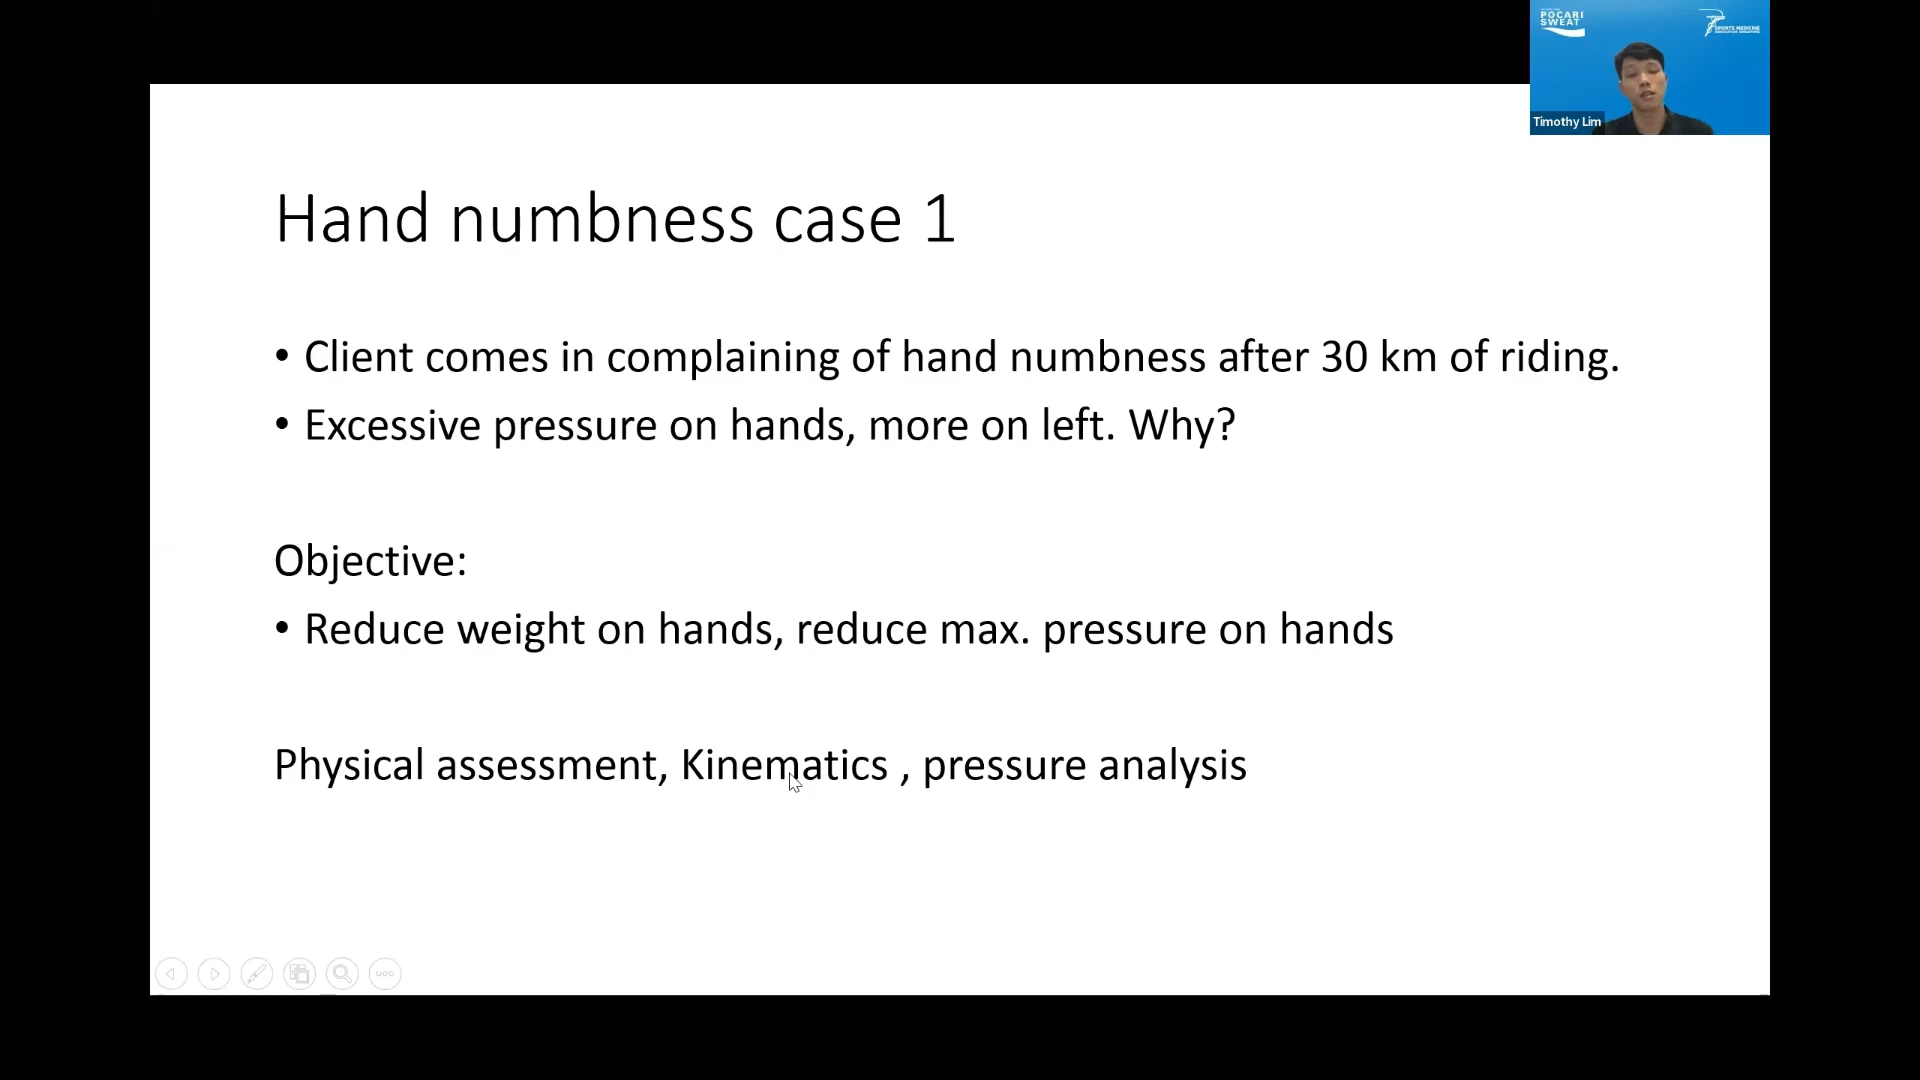 POCARI
SWEAT
SPORTS MEDICINE
Timothy Lim
Hand numbness case 1
• Client comes in complaining of hand numbness after 30 km of riding.
• Excessive pressure on hands, more on left. Why?
Objective:
• Reduce weight on hands, reduce max. pressure on hands
Physical assessment, Kinematics , pressure analysis